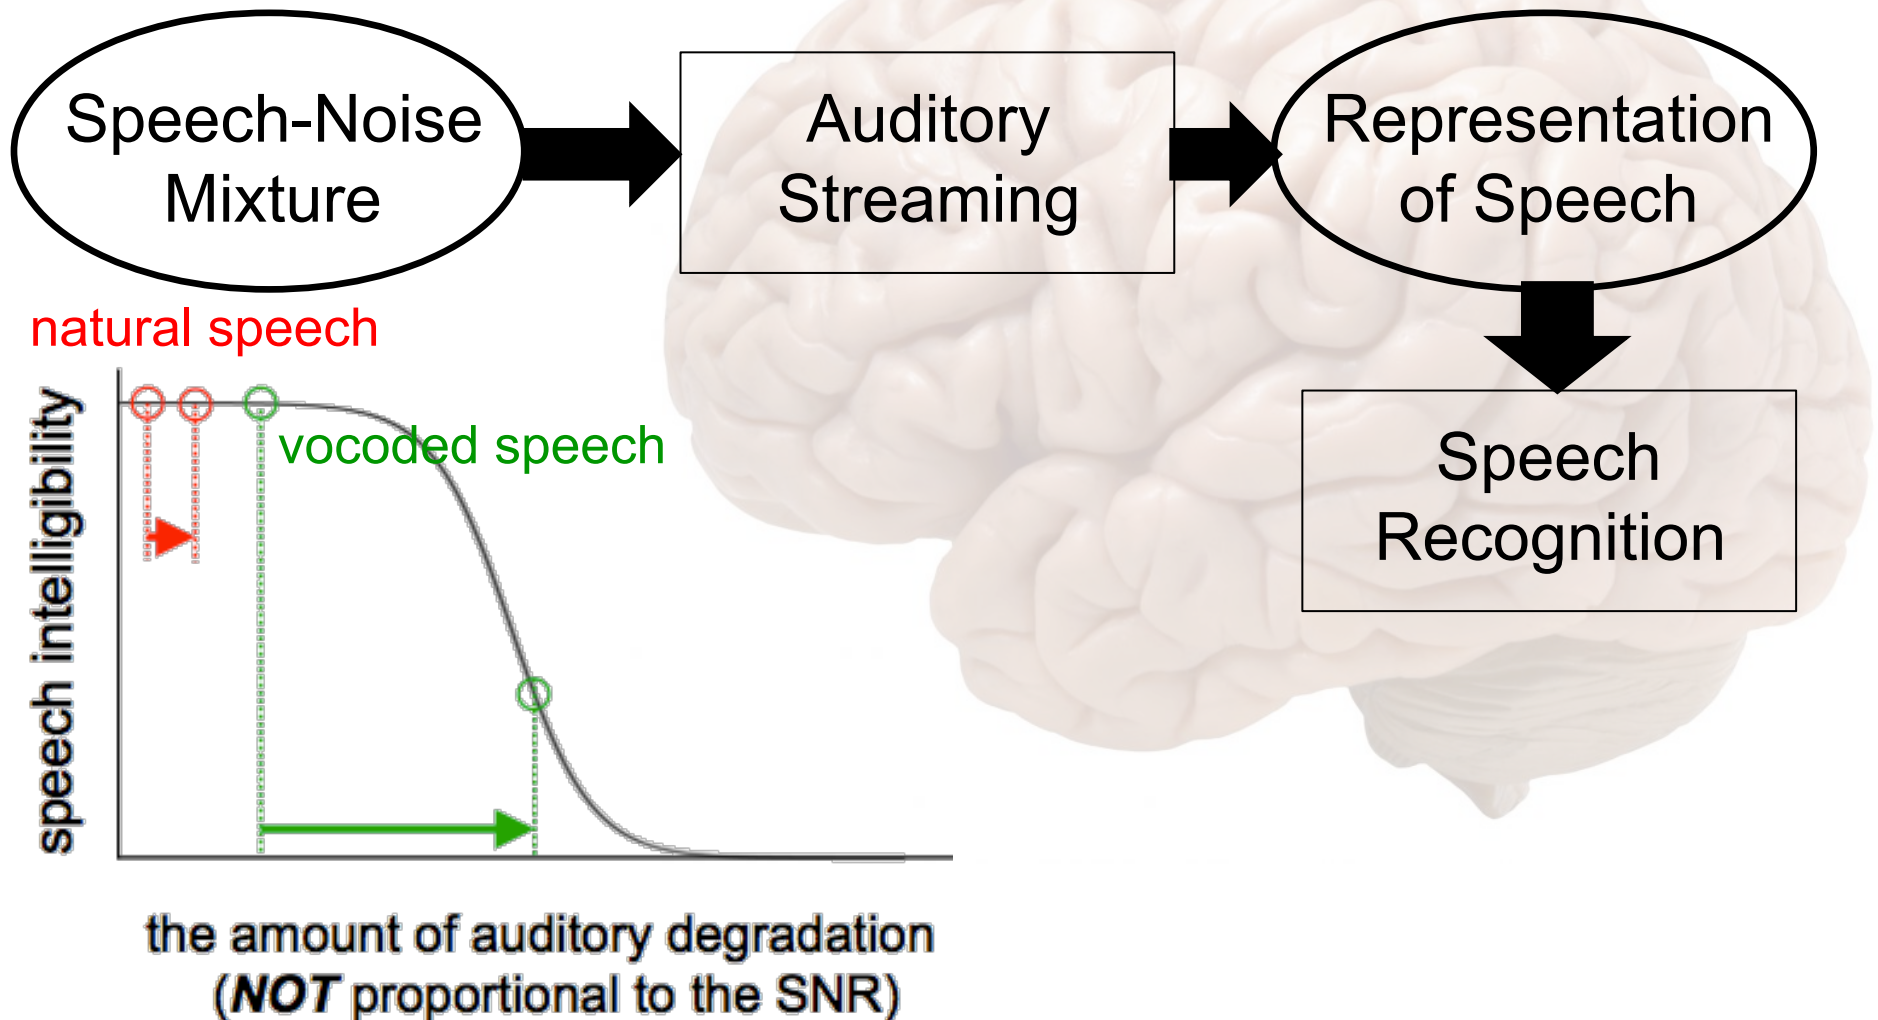 Speech-Noise
Mixture
Auditory
Streaming
Representation
of Speech
Speech
Recognition
natural speech
vocoded speech
speech intelligibility
the amount of auditory degradation
(NOT proportional to the SNR)